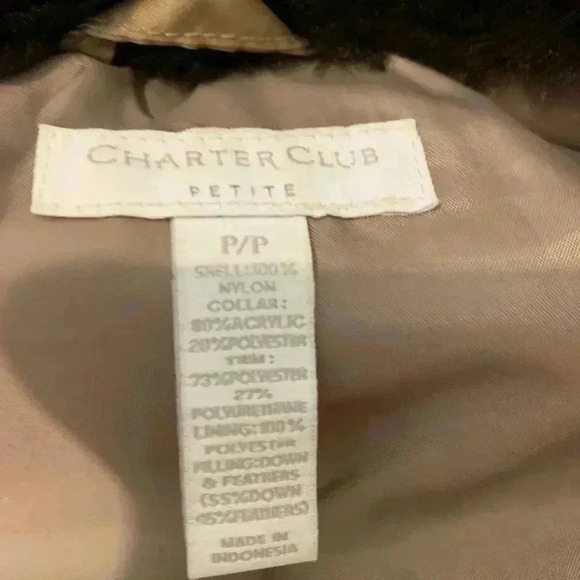 CHARTER CLUB
PETITE
P/P
SHELL:100%
NYLON
COLLAR:
80%ACRYLIC
20%POLYESTER
TRIM:
73%POLYESTER
27%
POLYURETHANE
LINING:100%
POLYESTER
FILLING:DOWN
& FEATHERS
(55%DOWN
45%FEATHERS)
MADE IN
INDONESIA